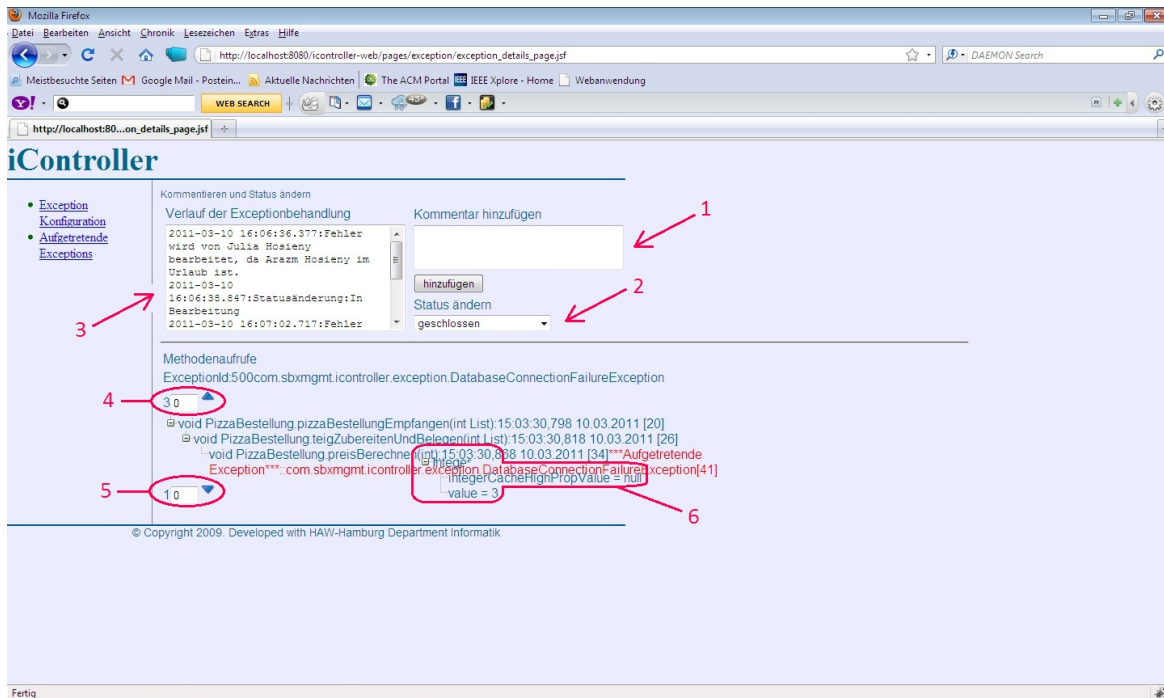 Mozilla Firefox
Datei Bearbeiten Ansicht Chronik Lesezeichen Extras Hilfe
http://localhost:8080/icontroller-web/pages/exception/exception_details_page.jsf
DAEMON Search
Meistbesuchte Seiten Google Mail - Postein... Aktuelle Nachrichten The ACM Portal IEEE Xplore - Home Webanwendung
WEB SEARCH
http://localhost:80...on_details_page.jsf
iController
Exception Konfiguration
Aufgetretende Exceptions
Kommentieren und Status ändern
Verlauf der Exceptionbehandlung
2011-03-10 16:06:36.377:Fehler
wird von Julia Hosieny
bearbeitet, da Arazm Hosieny im
Urlaub ist.
2011-03-10
16:06:38.847:Statusänderung:In
Bearbeitung
2011-03-10 16:07:02.717:Fehler
Kommentar hinzufügen
hinzufügen
Status ändern
geschlossen
1
2
3
Methodenaufrufe
ExceptionId:500com.sbxmgmt.icontroller.exception.DatabaseConnectionFailureException
4
3 0
void PizzaBestellung.pizzaBestellungEmpfangen(int List):15:03:30,798 10.03.2011 [20]
void PizzaBestellung.teigZubereitenUndBelegen(int List):15:03:30,818 10.03.2011 [26]
void PizzaBestellung.preisBerechnen(int):15:03:30,868 10.03.2011 [34]***Aufgetretende
Exception***::com.sbxmgmt.icontroller.exception.DatabaseConnectionFailureException[41]
Integer
integerCacheHighPropValue = null
value = 3
5
1 0
6
© Copyright 2009. Developed with HAW-Hamburg Department Informatik
Fertig